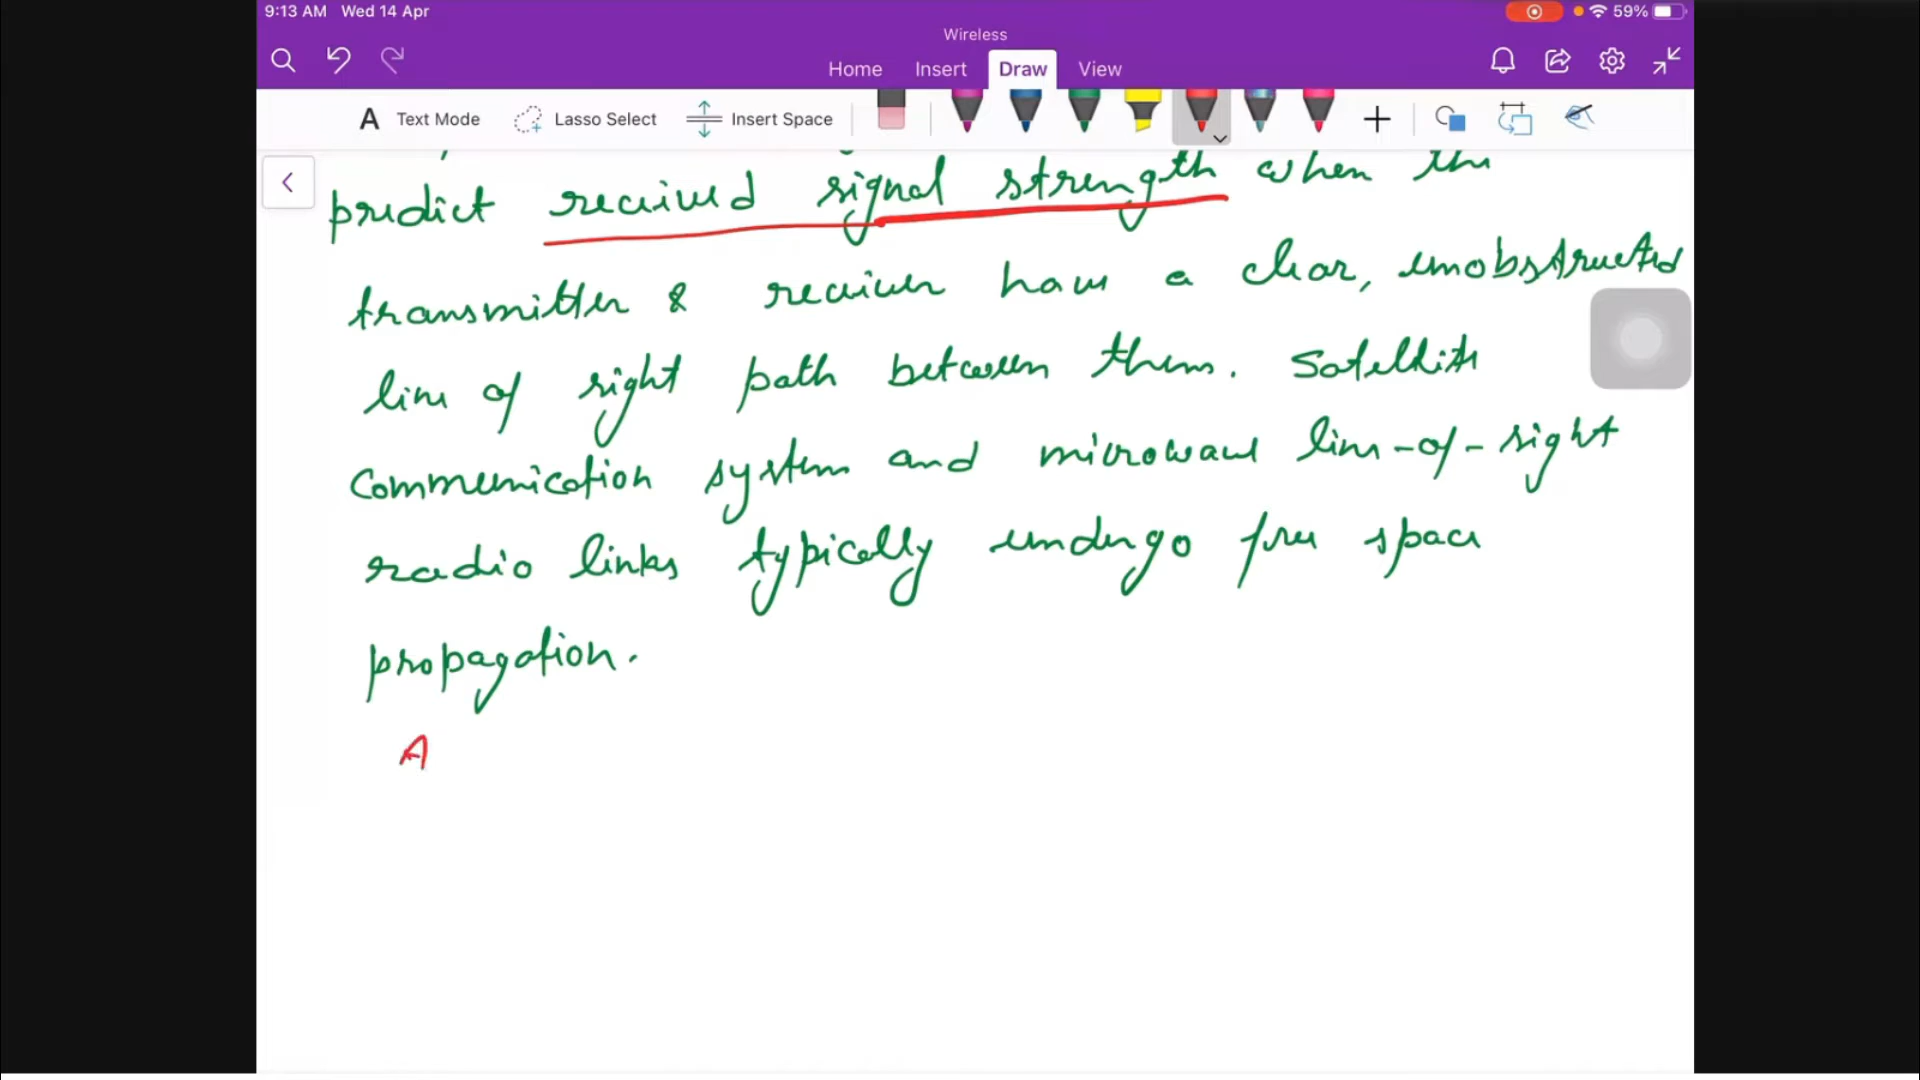 9:13 AM Wed 14 Apr
59%
Wireless
Home Insert Draw View
A Text Mode Lasso Select Insert Space
predict received signal strength when the
transmitter & receiver have a clear, unobstructed
line of sight path between them. Satellite
communication system and microwave line-of-sight
radio links typically undergo free space
propagation.
A